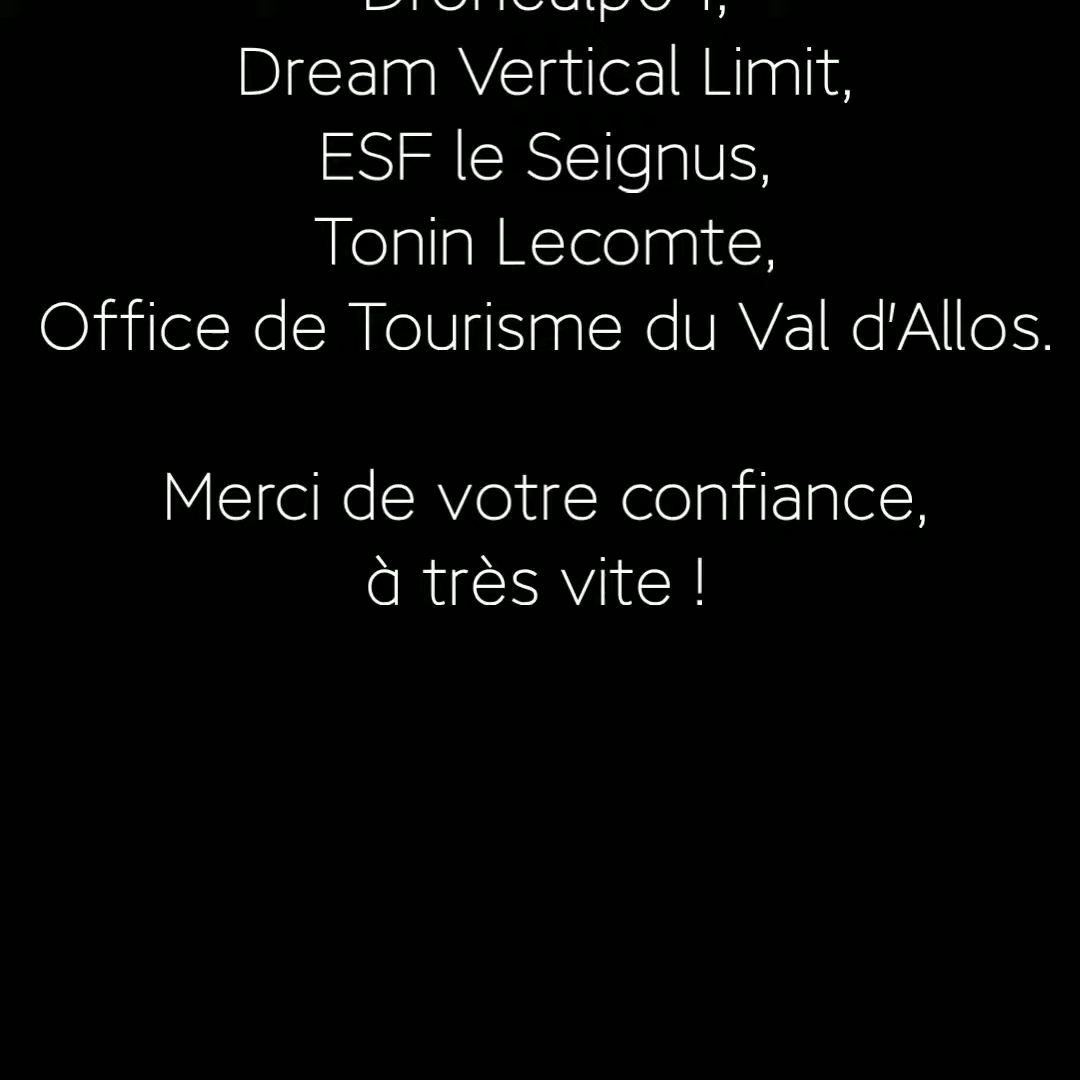 Dream Vertical Limit,
ESF le Seignus,
Tonin Lecomte,
Office de Tourisme du Val d'Allos.
Merci de votre confiance,
à très vite !